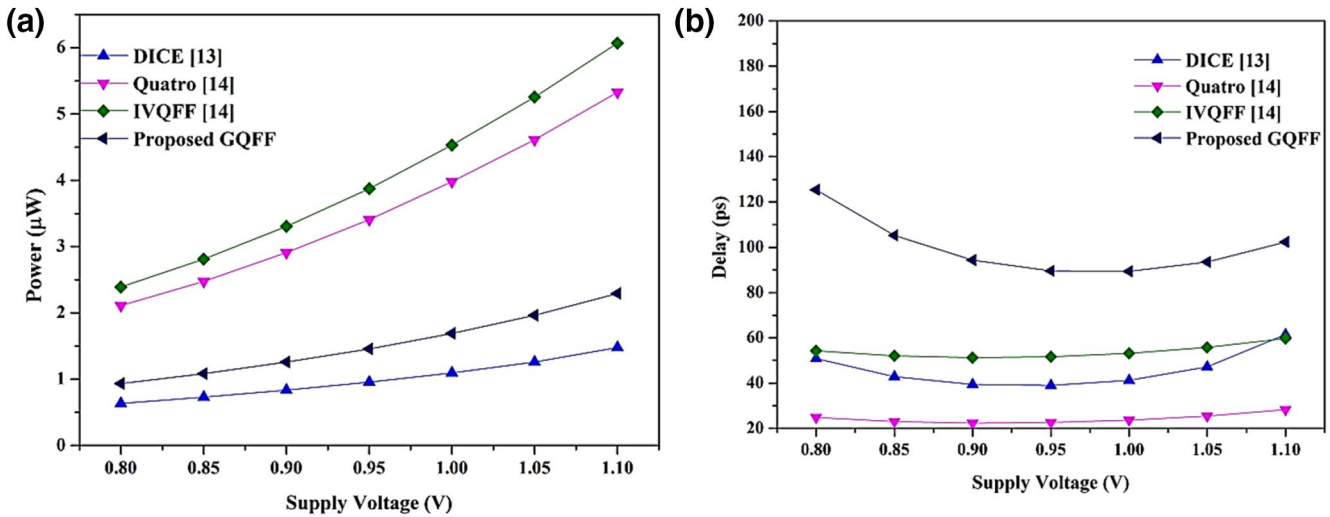 (a)
DICE [13]
Quatro [14]
IVQFF [14]
Proposed GQFF
Power (μW)
6
5
4
3
2
1
0
0.80 0.85 0.90 0.95 1.00 1.05 1.10
Supply Voltage (V)
(b)
DICE [13]
Quatro [14]
IVQFF [14]
Proposed GQFF
Delay (ps)
200
180
160
140
120
100
80
60
40
20
0.80 0.85 0.90 0.95 1.00 1.05 1.10
Supply Voltage (V)